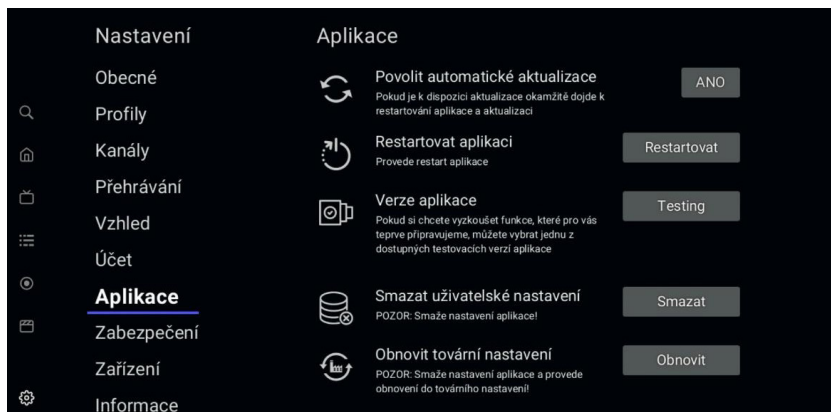 Nastavení
Obecné
Profily
Kanály
Přehrávání
Vzhled
Účet
Aplikace
Zabezpečení
Zařízení
Informace
Aplikace
Povolit automatické aktualizace
Pokud je k dispozici aktualizace okamžitě dojde k
restartování aplikace a aktualizaci
ANO
Restartovat aplikaci
Provede restart aplikace
Restartovat
Verze aplikace
Pokud si chcete vyzkoušet funkce, které pro vás
teprve připravujeme, můžete vybrat jednu z
dostupných testovacích verzí aplikace
Testing
Smazat uživatelské nastavení
POZOR: Smaže nastavení aplikace!
Smazat
Obnovit tovární nastavení
POZOR: Smaže nastavení aplikace a provede
obnovení do továrního nastavení!
Obnovit